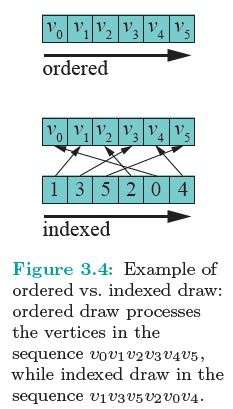 v₀ v₁ v₂ v₃ v₄ v₅
ordered
v₀ v₁ v₂ v₃ v₄ v₅
1 3 5 2 0 4
indexed
Figure 3.4: Example of
ordered vs. indexed draw:
ordered draw processes
the vertices in the
sequence v₀v₁v₂v₃v₄v₅,
while indexed draw in the
sequence v₁v₃v₅v₂v₀v₄.